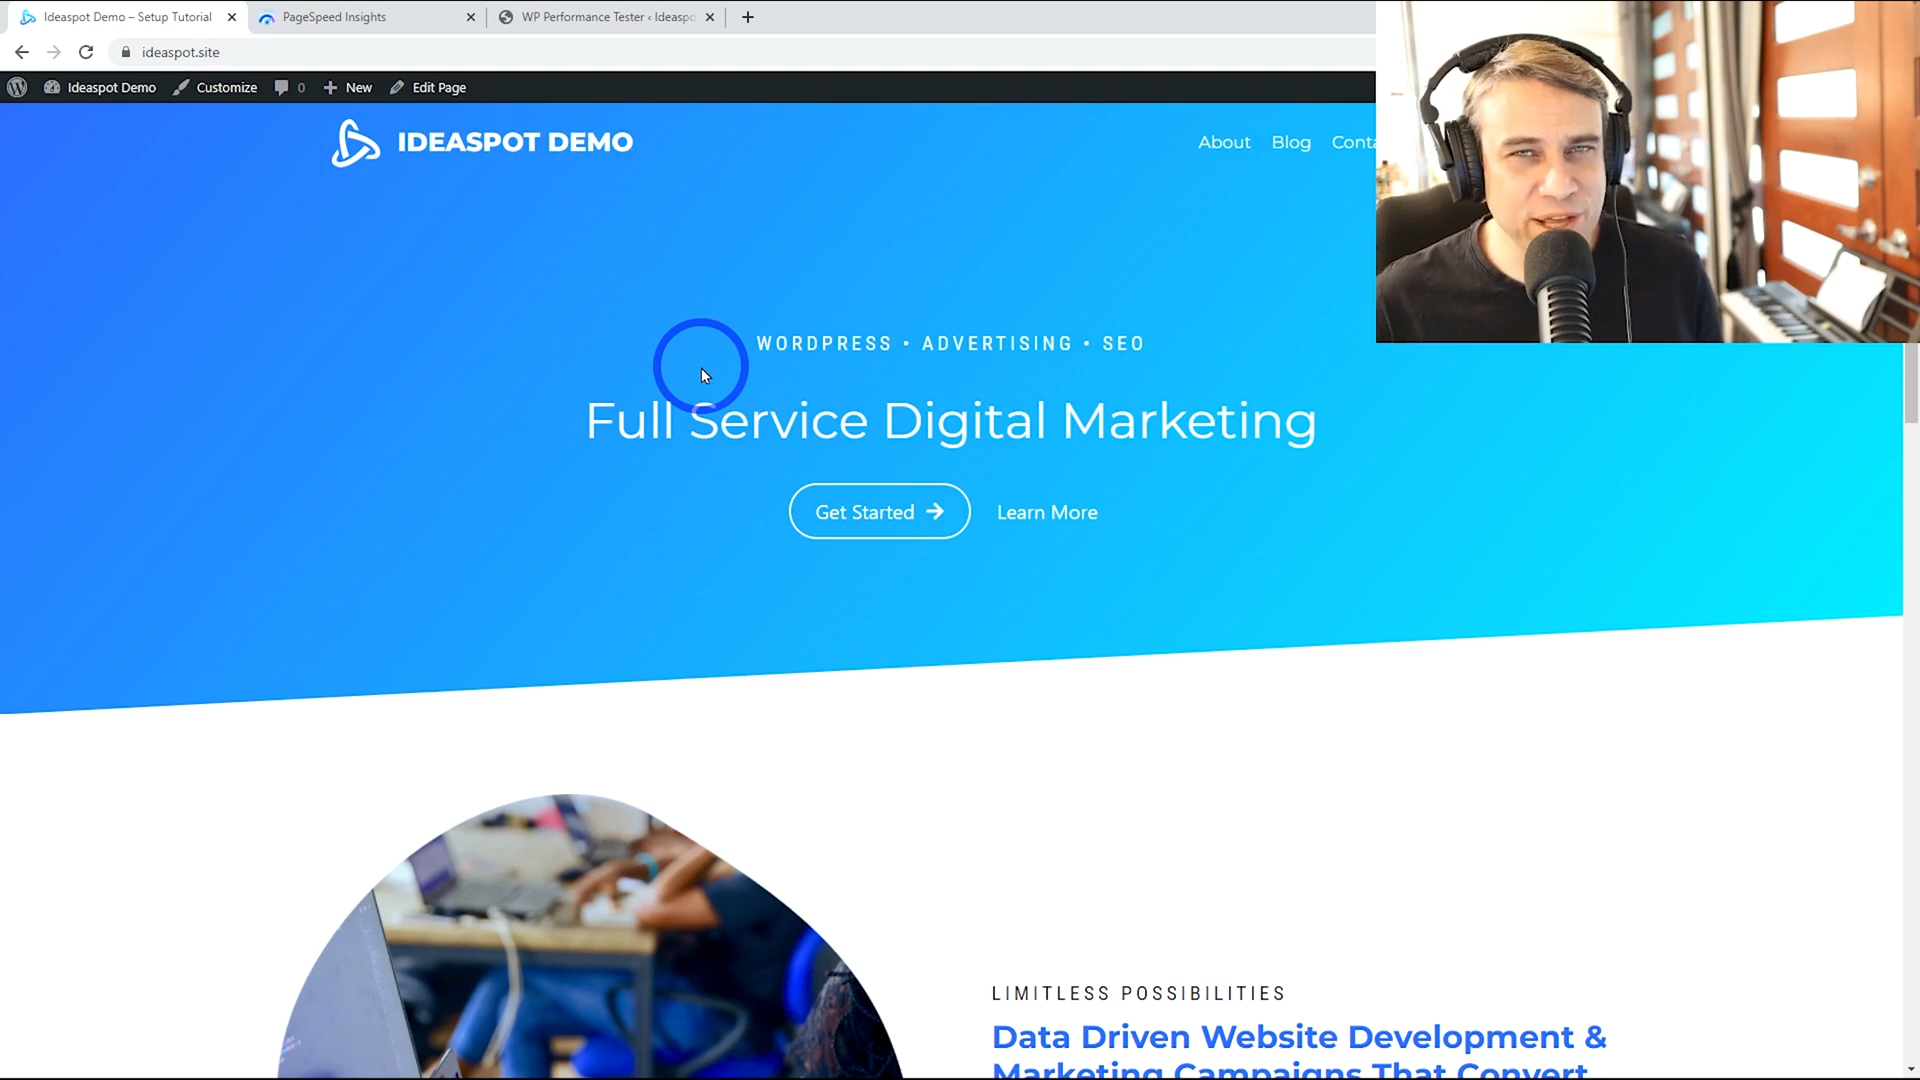 Ideaspot Demo – Setup Tutorial
PageSpeed Insights
WP Performance Tester ‹ Ideaspo
ideaspot.site
Ideaspot Demo
Customize
0
New
Edit Page
IDEASPOT DEMO
About
Blog
Conta
WORDPRESS • ADVERTISING • SEO
Full Service Digital Marketing
Get Started
Learn More
LIMITLESS POSSIBILITIES
Data Driven Website Development &
Marketing Campaigns That Convert